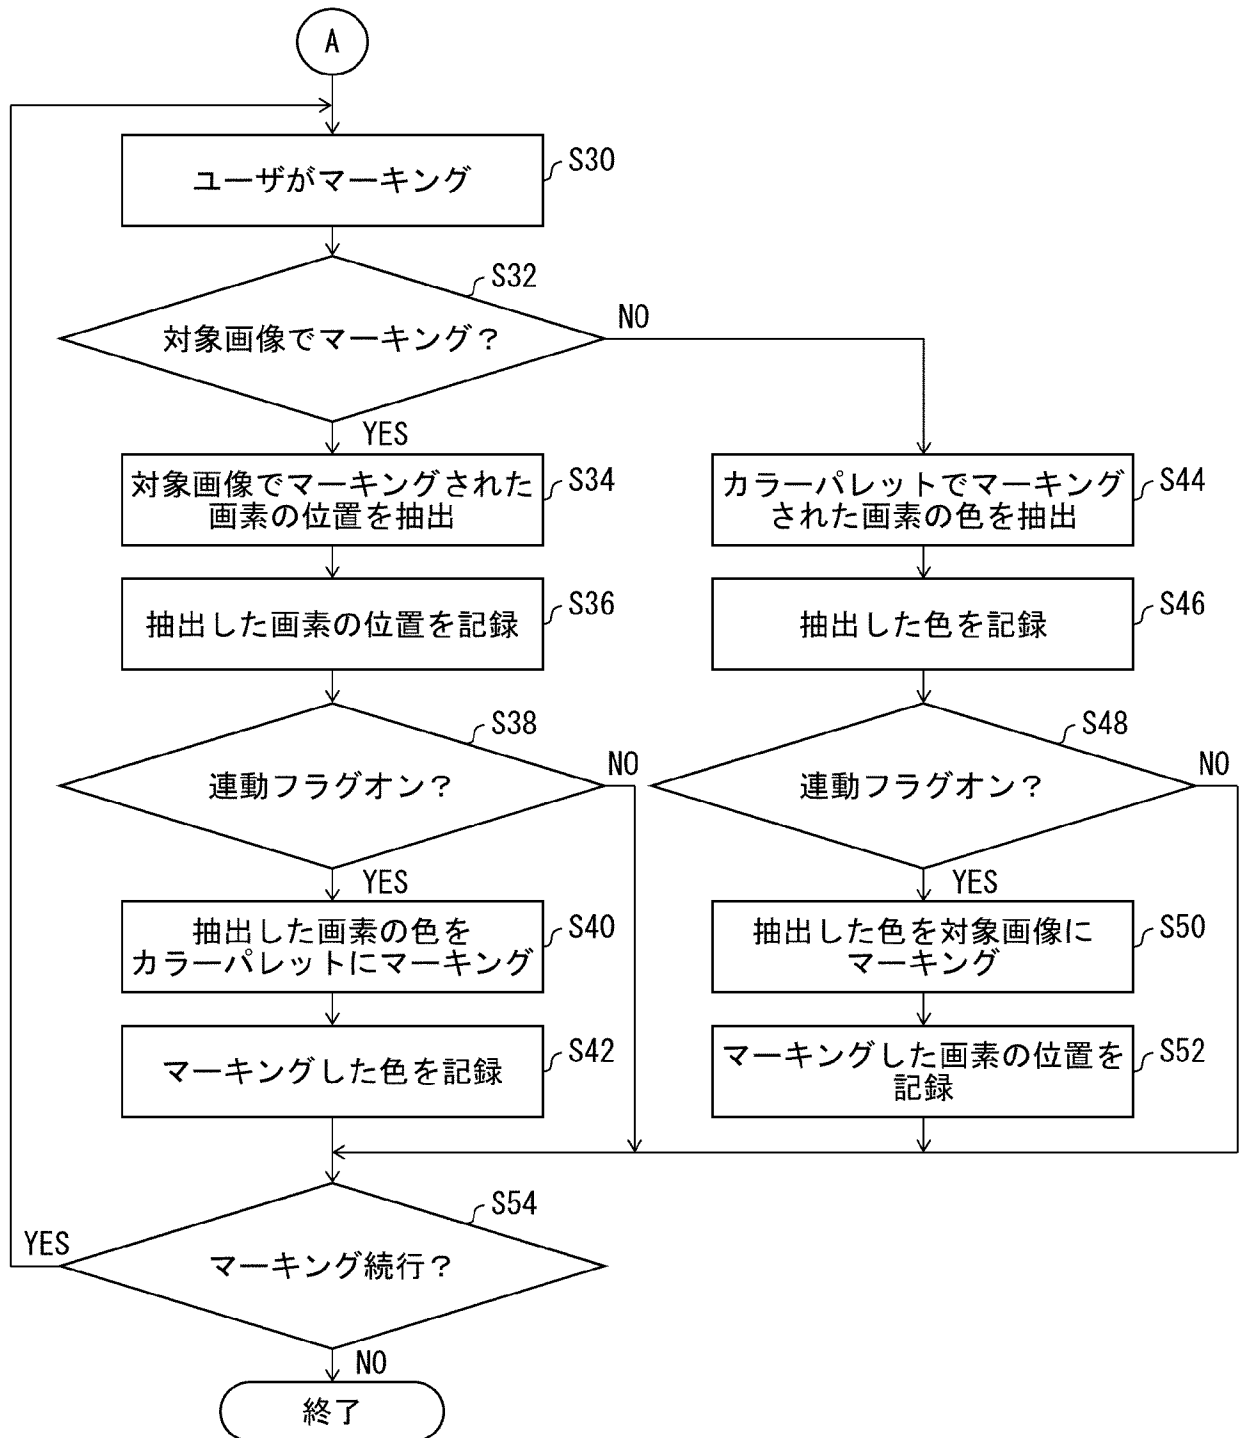 A
ユーザがマーキング
S30
対象画像でマーキング？
S32
NO
YES
対象画像でマーキングされた
画素の位置を抽出
S34
カラーパレットでマーキング
された画素の色を抽出
S44
抽出した画素の位置を記録
S36
抽出した色を記録
S46
連動フラグオン？
S38
NO
YES
連動フラグオン？
S48
NO
YES
抽出した画素の色を
カラーパレットにマーキング
S40
抽出した色を対象画像に
マーキング
S50
マーキングした色を記録
S42
マーキングした画素の位置を
記録
S52
マーキング続行？
S54
YES
NO
終了